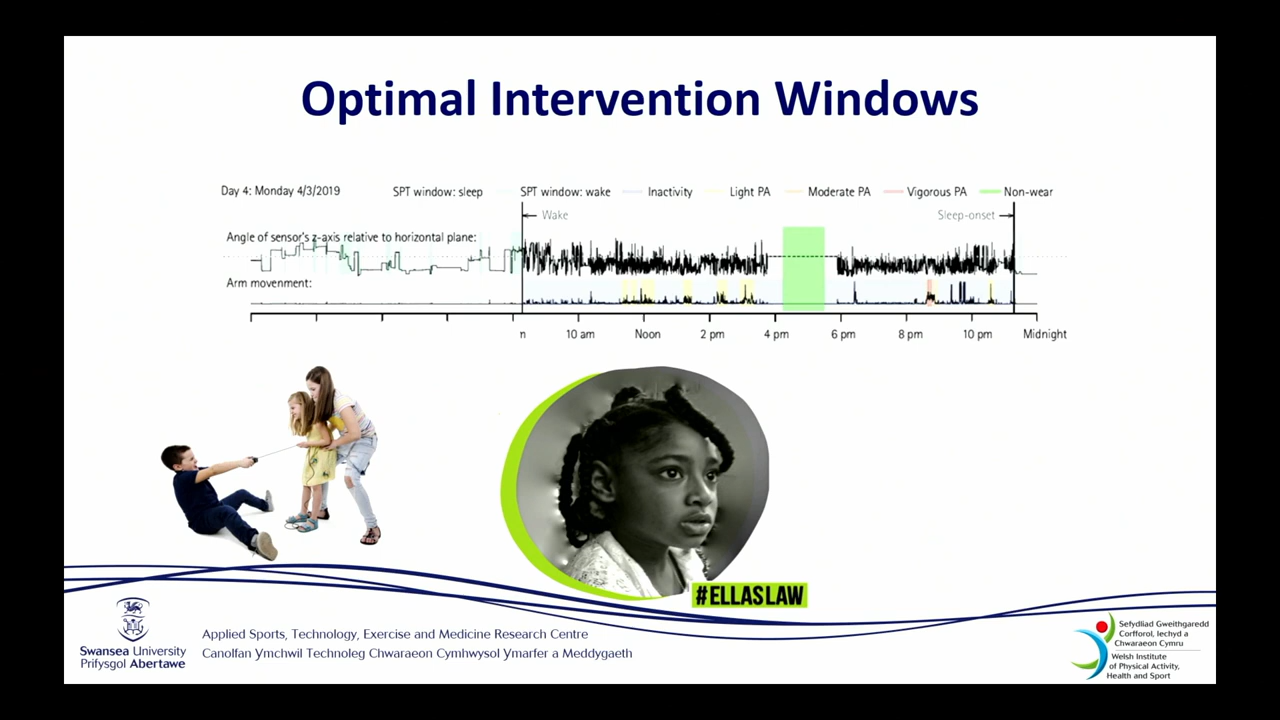 Optimal Intervention Windows
Day 4: Monday 4/3/2019 SPT window: sleep SPT window: wake Inactivity Light PA Moderate PA Vigorous PA Non-wear
Wake Sleep-onset
Angle of sensor's z-axis relative to horizontal plane:
Arm movenment:
n 10 am Noon 2 pm 4 pm 6 pm 8 pm 10 pm Midnight
#ELLASLAW
Swansea University
Prifysgol Abertawe
Applied Sports, Technology, Exercise and Medicine Research Centre
Canolfan Ymchwil Technoleg Chwaraeon Cymhwysol Ymarfer a Meddygaeth
Sefydliad Gweithgaredd
Corfforol, Iechyd a
Chwaraeon Cymru
Welsh Institute
of Physical Activity,
Health and Sport